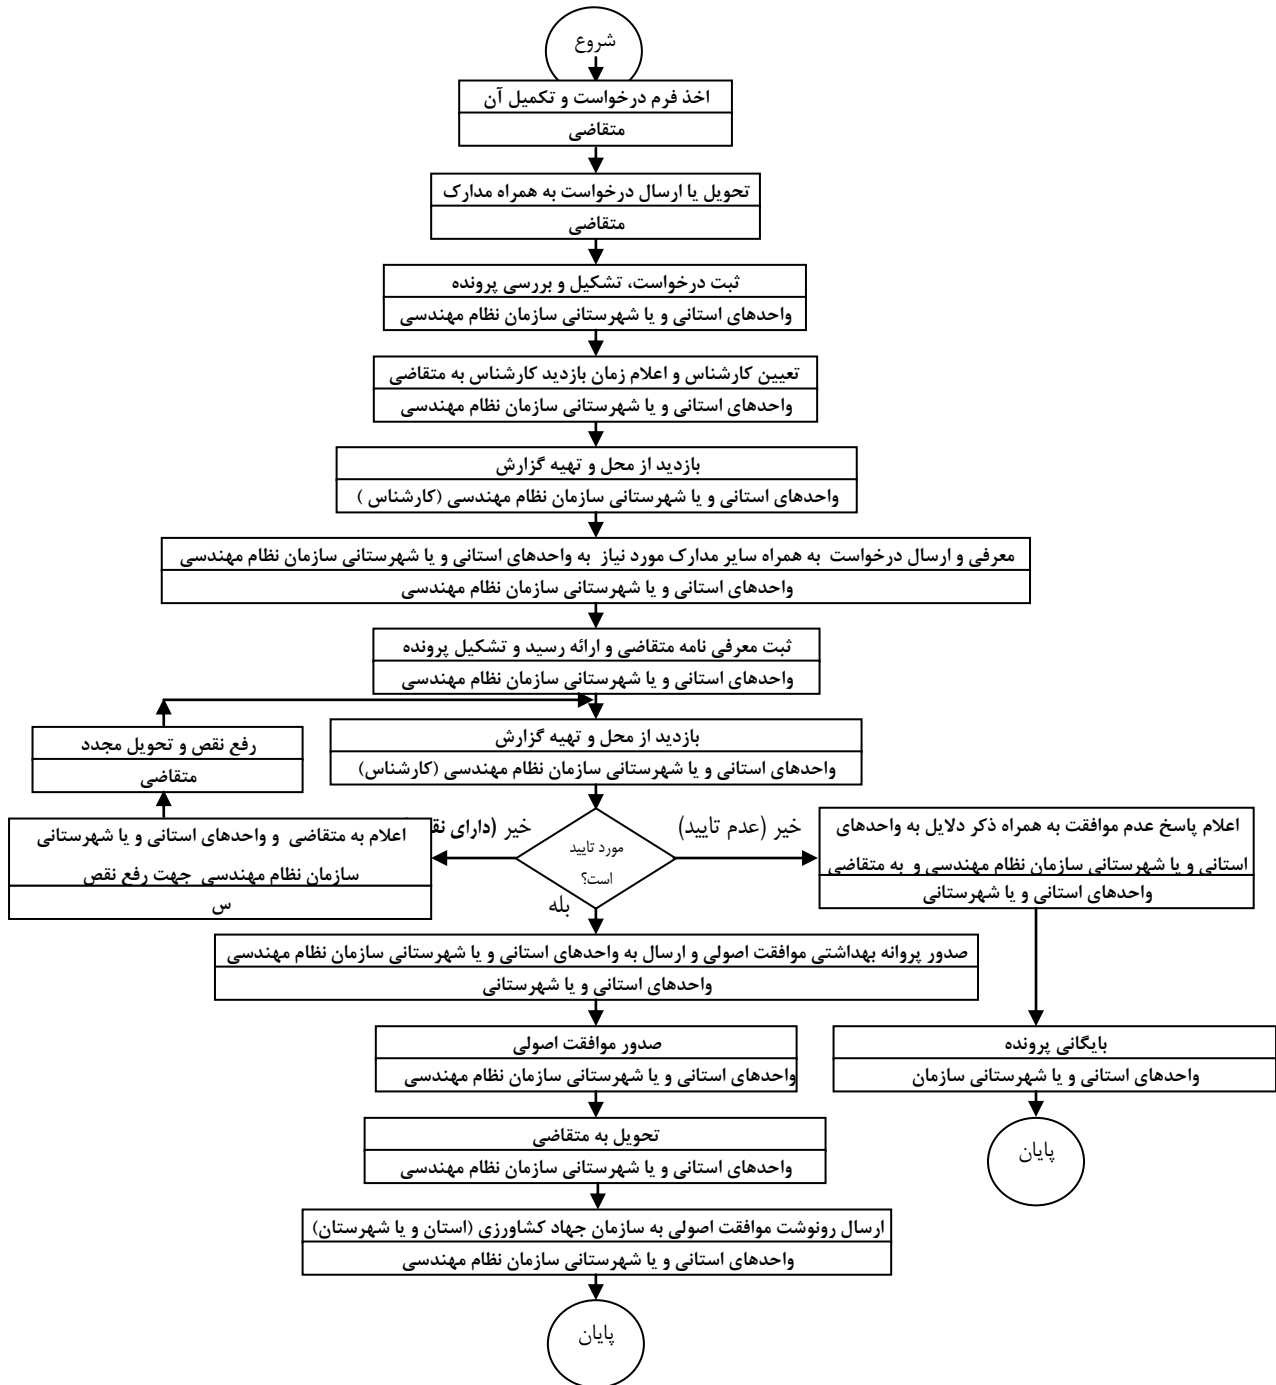 شروع
اخذ فرم درخواست و تکمیل آن
متقاضی
تحویل یا ارسال درخواست به همراه مدارک
متقاضی
ثبت درخواست، تشکیل و بررسی پرونده
واحدهای استانی و یا شهرستانی سازمان نظام مهندسی
تعیین کارشناس و اعلام زمان بازدید کارشناس به متقاضی
واحدهای استانی و یا شهرستانی سازمان نظام مهندسی
بازدید از محل و تهیه گزارش
واحدهای استانی و یا شهرستانی سازمان نظام مهندسی (کارشناس )
معرفی و ارسال درخواست به همراه سایر مدارک مورد نیاز به واحدهای استانی و یا شهرستانی سازمان نظام مهندسی
واحدهای استانی و یا شهرستانی سازمان نظام مهندسی
ثبت معرفی نامه متقاضی و ارائه رسید و تشکیل پرونده
واحدهای استانی و یا شهرستانی سازمان نظام مهندسی
بازدید از محل و تهیه گزارش
واحدهای استانی و یا شهرستانی سازمان نظام مهندسی (کارشناس)
رفع نقص و تحویل مجدد
متقاضی
مورد تایید
است؟
خیر (عدم تایید)
اعلام پاسخ عدم موافقت به همراه ذکر دلایل به واحدهای
استانی و یا شهرستانی سازمان نظام مهندسی و به متقاضی
واحدهای استانی و یا شهرستانی
خیر (دارای
اعلام به متقاضی و واحدهای استانی و یا شهرستانی
سازمان نظام مهندسی جهت رفع نقص
س
بله
صدور پروانه بهداشتی موافقت اصولی و ارسال به واحدهای استانی و یا شهرستانی سازمان نظام مهندسی
واحدهای استانی و یا شهرستانی
صدور موافقت اصولی
واحدهای استانی و یا شهرستانی سازمان نظام مهندسی
بایگانی پرونده
واحدهای استانی و یا شهرستانی سازمان
تحویل به متقاضی
واحدهای استانی و یا شهرستانی سازمان نظام مهندسی
پایان
ارسال رونوشت موافقت اصولی به سازمان جهاد کشاورزی (استان و یا شهرستان)
واحدهای استانی و یا شهرستانی سازمان نظام مهندسی
پایان